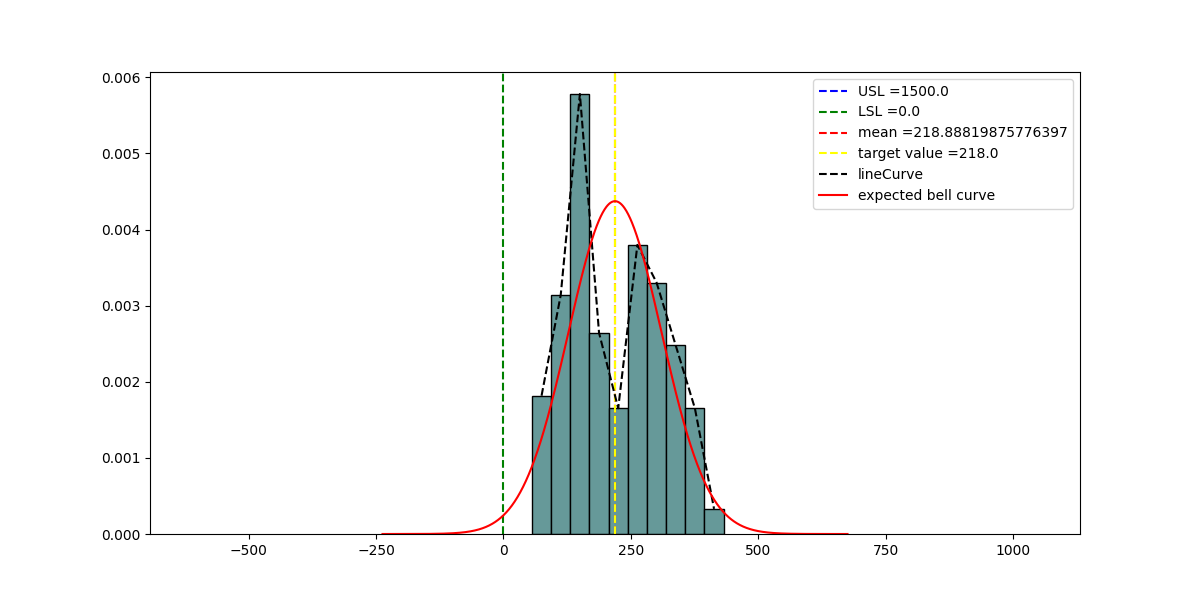 USL =1500.0
LSL =0.0
mean =218.88819875776397
target value =218.0
lineCurve
expected bell curve
0.006
0.005
0.004
0.003
0.002
0.001
0.000
−500 −250 0 250 500 750 1000